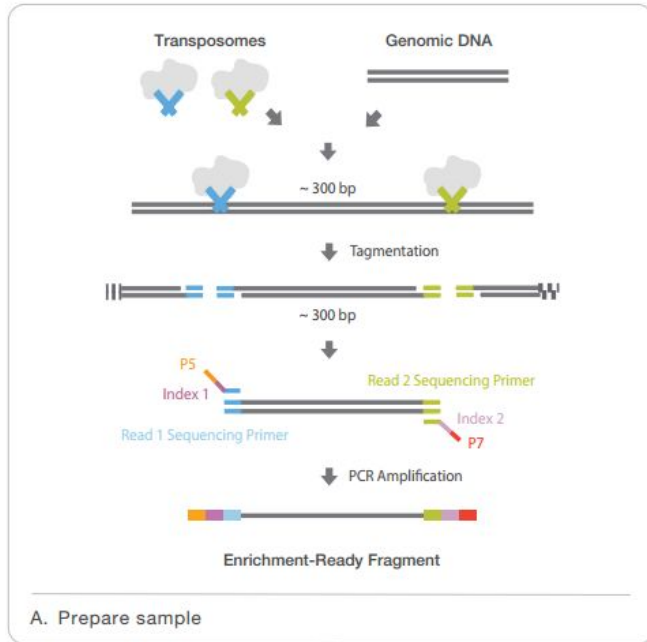 Transposomes
Genomic DNA
~ 300 bp
Tagmentation
~ 300 bp
P5
Read 2 Sequencing Primer
Index 1
Index 2
Read 1 Sequencing Primer
P7
PCR Amplification
Enrichment-Ready Fragment
A. Prepare sample